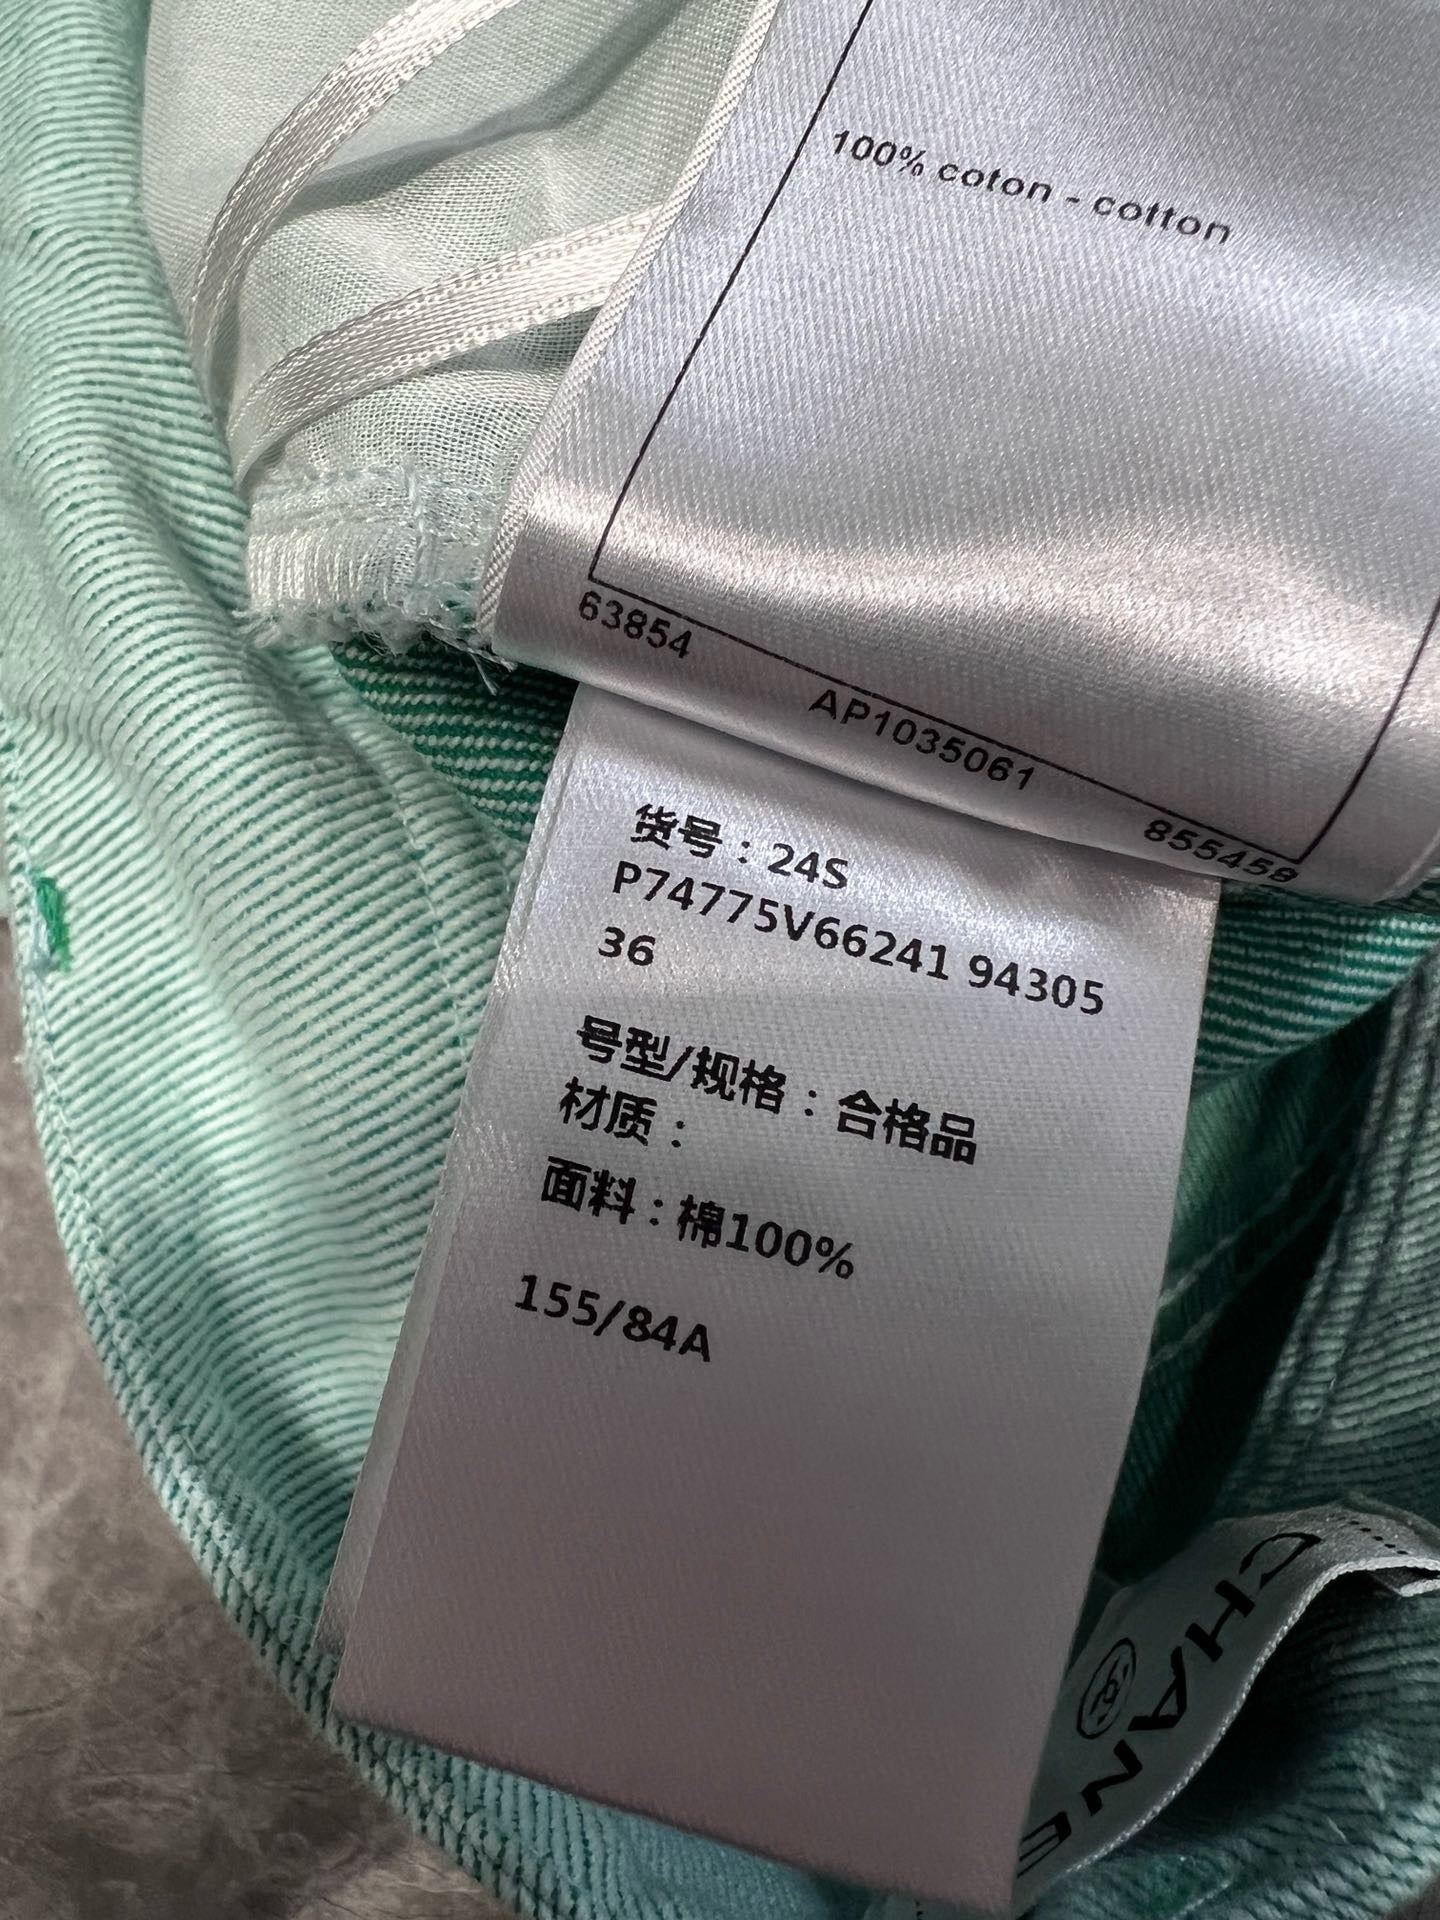 100% coton - cotton
63854
AP1035061
855458
货号：24S
P74775V66241 94305
36
号型/规格：合格品
材质：
面料：棉100%
155/84A
CHANEL